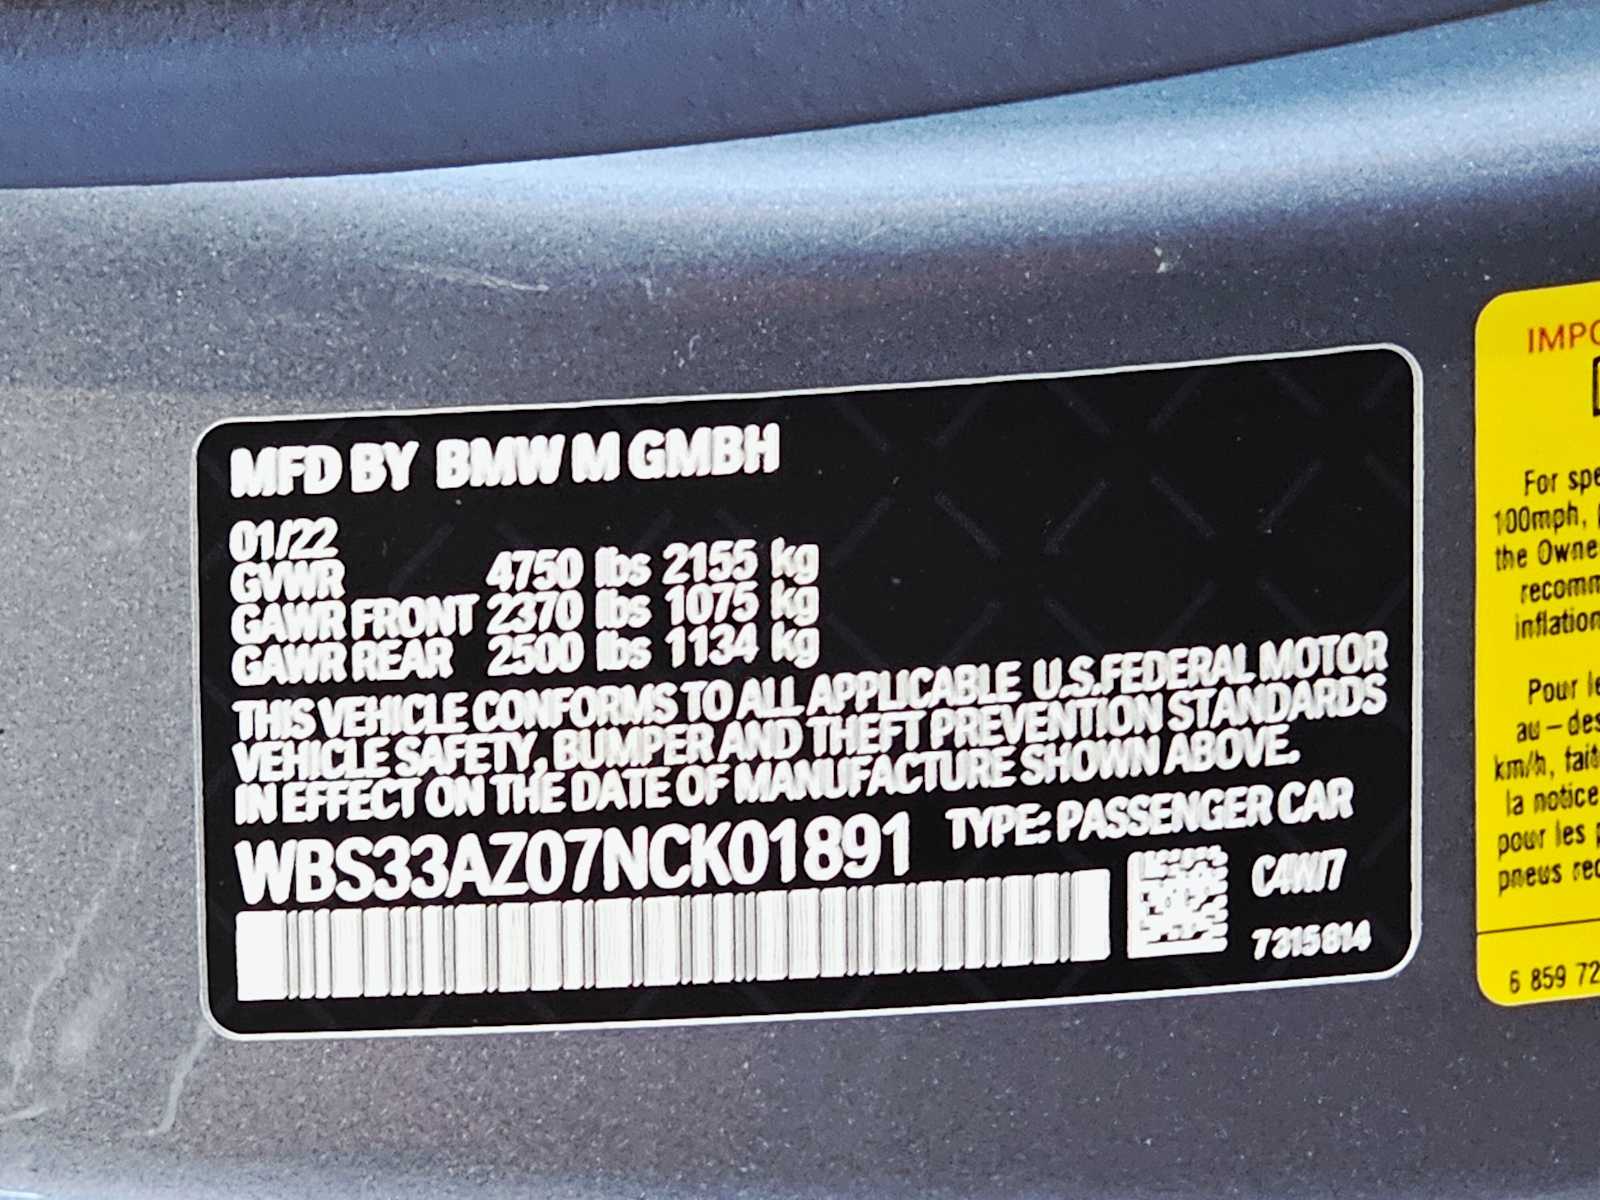 MFD BY BMW M GMBH
01/22
GVWR 4750 lbs 2155 kg
GAWR FRONT 2370 lbs 1075 kg
GAWR REAR 2500 lbs 1134 kg
THIS VEHICLE CONFORMS TO ALL APPLICABLE U.S.FEDERAL MOTOR
VEHICLE SAFETY, BUMPER AND THEFT PREVENTION STANDARDS
IN EFFECT ON THE DATE OF MANUFACTURE SHOWN ABOVE.
WBS33AZ07NCK01891 TYPE: PASSENGER CAR
C4W/7
7315814
IMPO
For spe
100mph,
the Owne
recomm
inflation
Pour le
au-des
km/h, fait
la notice
pour les p
pneus rec
6 859 72